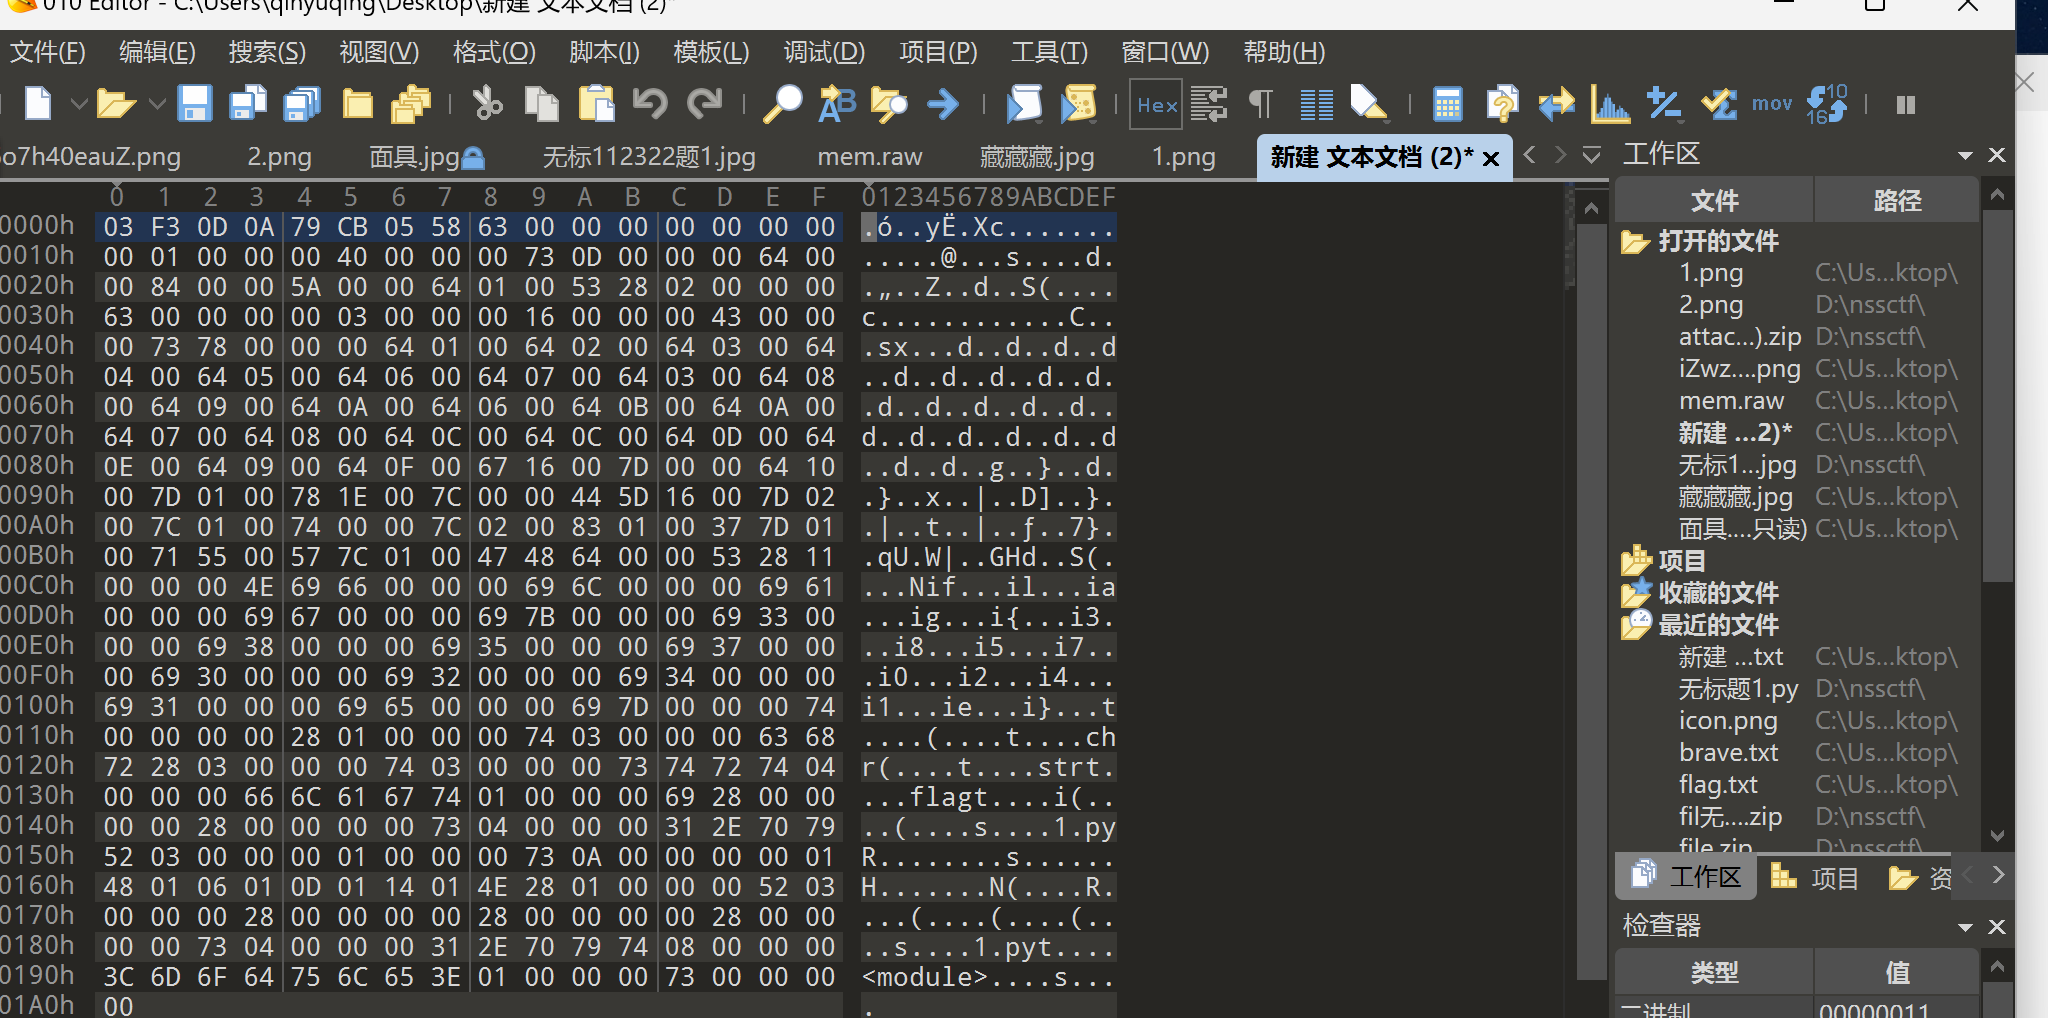 010 Editor - C:\Users\qinyuqing\Desktop\新建 文本文档 (2)*
文件(F) 编辑(E) 搜索(S) 视图(V) 格式(O) 脚本(I) 模板(L) 调试(D) 项目(P) 工具(T) 窗口(W) 帮助(H)
Hex mov 10 16
o7h40eauZ.png 2.png 面具.jpg 无标112322题1.jpg mem.raw 藏藏藏.jpg 1.png 新建 文本文档 (2)*
0 1 2 3 4 5 6 7 8 9 A B C D E F 0123456789ABCDEF
0000h 03 F3 0D 0A 79 CB 05 58 63 00 00 00 00 00 00 00 .ó..yË.Xc.......
0010h 00 01 00 00 00 40 00 00 00 73 0D 00 00 00 64 00 .....@...s....d.
0020h 00 84 00 00 5A 00 00 64 01 00 53 28 02 00 00 00 .„..Z..d..S(....
0030h 63 00 00 00 00 03 00 00 00 16 00 00 00 43 00 00 c............C..
0040h 00 73 78 00 00 00 64 01 00 64 02 00 64 03 00 64 .sx...d..d..d..d
0050h 04 00 64 05 00 64 06 00 64 07 00 64 03 00 64 08 ..d..d..d..d..d.
0060h 00 64 09 00 64 0A 00 64 06 00 64 0B 00 64 0A 00 .d..d..d..d..d..
0070h 64 07 00 64 08 00 64 0C 00 64 0C 00 64 0D 00 64 d..d..d..d..d..d
0080h 0E 00 64 09 00 64 0F 00 67 16 00 7D 00 00 64 10 ..d..d..g..}..d.
0090h 00 7D 01 00 78 1E 00 7C 00 00 44 5D 16 00 7D 02 .}..x..|..D]..}.
00A0h 00 7C 01 00 74 00 00 7C 02 00 83 01 00 37 7D 01 .|..t..|..ƒ..7}.
00B0h 00 71 55 00 57 7C 01 00 47 48 64 00 00 53 28 11 .qU.W|..GHd..S(.
00C0h 00 00 00 4E 69 66 00 00 00 69 6C 00 00 00 69 61 ...Nif...il...ia
00D0h 00 00 00 69 67 00 00 00 69 7B 00 00 00 69 33 00 ...ig...i{...i3.
00E0h 00 00 69 38 00 00 00 69 35 00 00 00 69 37 00 00 ..i8...i5...i7..
00F0h 00 69 30 00 00 00 69 32 00 00 00 69 34 00 00 00 .i0...i2...i4...
0100h 69 31 00 00 00 69 65 00 00 00 69 7D 00 00 00 74 i1...ie...i}...t
0110h 00 00 00 00 28 01 00 00 00 74 03 00 00 00 63 68 ....(....t....ch
0120h 72 28 03 00 00 00 74 03 00 00 00 73 74 72 74 04 r(....t....strt.
0130h 00 00 00 66 6C 61 67 74 01 00 00 00 69 28 00 00 ...flagt....i(..
0140h 00 00 28 00 00 00 00 73 04 00 00 00 31 2E 70 79 ..(....s....1.py
0150h 52 03 00 00 00 01 00 00 00 73 0A 00 00 00 00 01 R........s......
0160h 48 01 06 01 0D 01 14 01 4E 28 01 00 00 00 52 03 H.......N(....R.
0170h 00 00 00 28 00 00 00 00 28 00 00 00 00 28 00 00 ...(....(....(..
0180h 00 00 73 04 00 00 00 31 2E 70 79 74 08 00 00 00 ..s....1.pyt....
0190h 3C 6D 6F 64 75 6C 65 3E 01 00 00 00 73 00 00 00 <module>....s...
01A0h 00 .
工作区
文件 路径
打开的文件
1.png C:\Us...ktop\
2.png D:\nssctf\
attac...).zip D:\nssctf\
iZwz....png C:\Us...ktop\
mem.raw C:\Us...ktop\
新建 ...2)* C:\Us...ktop\
无标1...jpg D:\nssctf\
藏藏藏.jpg C:\Us...ktop\
面具....只读) C:\Us...ktop\
项目
收藏的文件
最近的文件
新建 ...txt C:\Us...ktop\
无标题1.py D:\nssctf\
icon.png C:\Us...ktop\
brave.txt C:\Us...ktop\
flag.txt C:\Us...ktop\
fil无....zip D:\nssctf\
file.zip D:\nssctf\
工作区 项目 资
检查器
类型 值
二进制 00000011